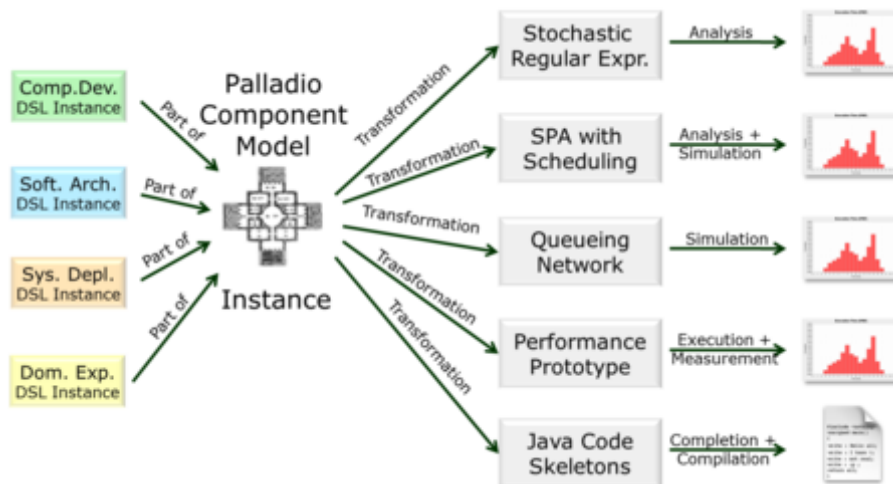 Comp.Dev.
DSL Instance
Soft. Arch.
DSL Instance
Sys. Depl.
DSL Instance
Dom. Exp.
DSL Instance
Part of
Part of
Part of
Part of
Palladio
Component
Model
Instance
Transformation
Transformation
Transformation
Transformation
Transformation
Stochastic
Regular Expr.
SPA with
Scheduling
Queueing
Network
Performance
Prototype
Java Code
Skeletons
Analysis
Analysis +
Simulation
Simulation
Execution +
Measurement
Completion +
Compilation